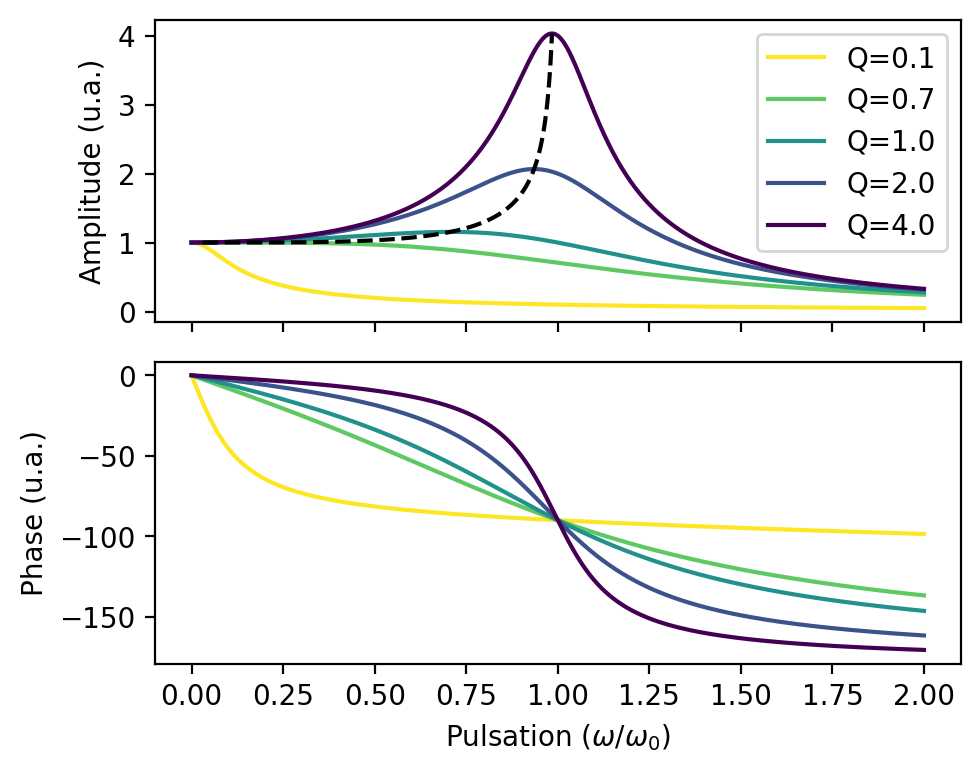 Amplitude (u.a.)
4
3
2
1
0
Q=0.1
Q=0.7
Q=1.0
Q=2.0
Q=4.0
Phase (u.a.)
0
−50
−100
−150
0.00 0.25 0.50 0.75 1.00 1.25 1.50 1.75 2.00
Pulsation (ω/ω₀)